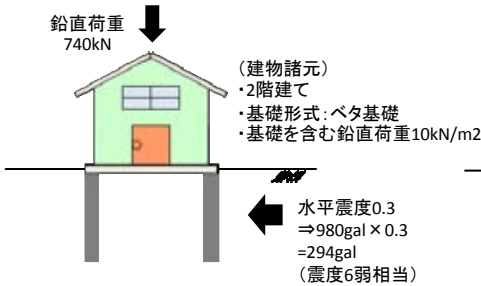 鉛直荷重
740kN
(建物諸元)
・2階建て
・基礎形式:ベタ基礎
・基礎を含む鉛直荷重10kN/m2
水平震度0.3
⇒980gal×0.3
=294gal
(震度6弱相当)